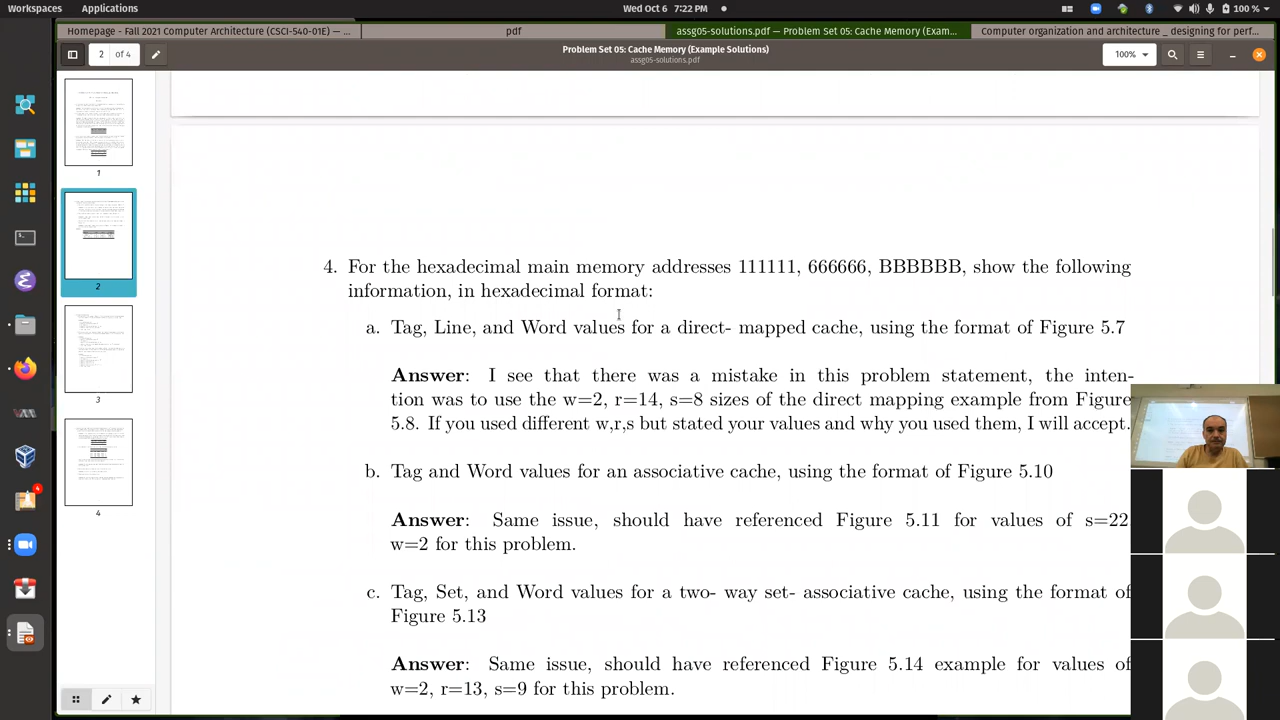 Workspaces Applications Wed Oct 6 7:22 PM 100 %
Homepage - Fall 2021 Computer Architecture (CSCI-540-01E) — ... pdf assg05-solutions.pdf — Problem Set 05: Cache Memory (Exam... Computer organization and architecture _ designing for perf...
2 of 4 Problem Set 05: Cache Memory (Example Solutions) 100%
assg05-solutions.pdf
1
2
3
4
4
4. For the hexadecimal main memory addresses 111111, 666666, BBBBBB, show the following
information, in hexadecimal format:
a. Tag, Line, and Word values for a direct- mapped cache, using the format of Figure 5.7
Answer: I see that there was a mistake in this problem statement, the inten-
tion was to use the w=2, r=14, s=8 sizes of the direct mapping example from Figure
5.8. If you used different w,r,s but stated your values and why you used them, I will accept.
b. Tag and Word values for an associative cache, using the format of Figure 5.10
Answer: Same issue, should have referenced Figure 5.11 for values of s=22
w=2 for this problem.
c. Tag, Set, and Word values for a two- way set- associative cache, using the format of
Figure 5.13
Answer: Same issue, should have referenced Figure 5.14 example for values of
w=2, r=13, s=9 for this problem.